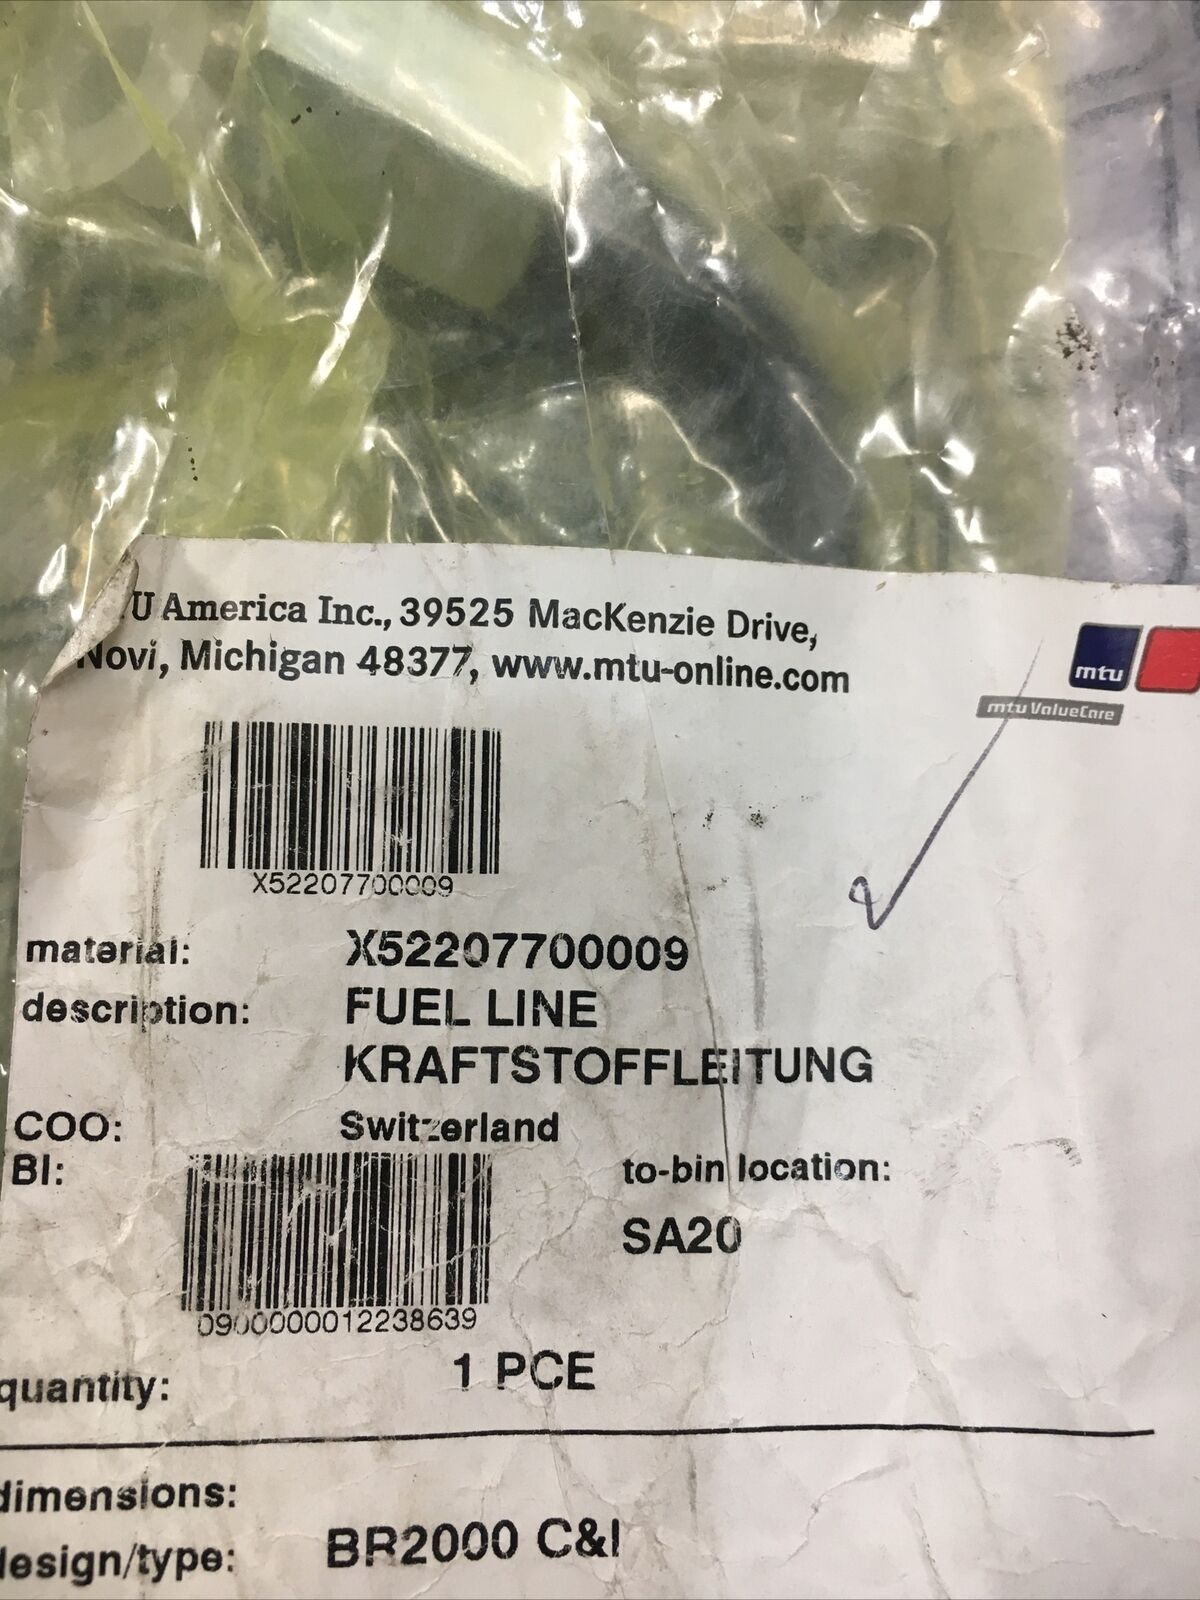 U America Inc., 39525 MacKenzie Drive,
Novi, Michigan 48377, www.mtu-online.com
mtu
mtu ValueCare
X52207700009
material: X52207700009
description: FUEL LINE
KRAFTSTOFFLEITUNG
COO: Switzerland
BI:
to-bin location:
SA20
0900000012238639
quantity: 1 PCE
dimensions:
design/type: BR2000 C&I